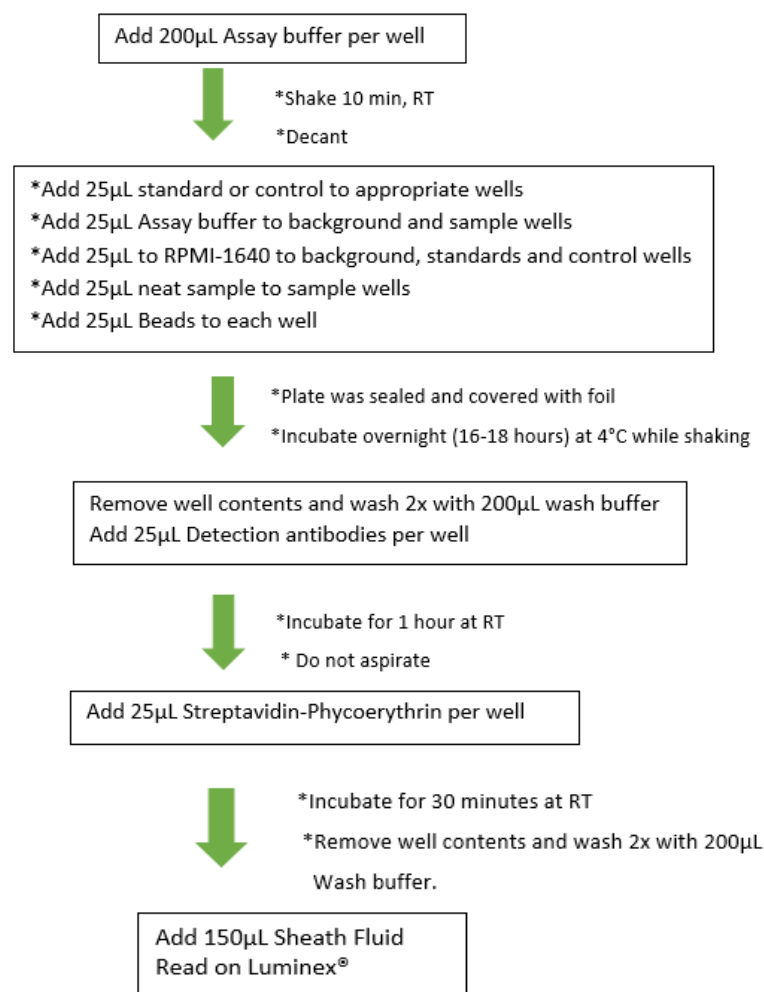 Add 200µL Assay buffer per well
*Shake 10 min, RT
*Decant
*Add 25µL standard or control to appropriate wells
*Add 25µL Assay buffer to background and sample wells
*Add 25µL to RPMI-1640 to background, standards and control wells
*Add 25µL neat sample to sample wells
*Add 25µL Beads to each well
*Plate was sealed and covered with foil
*Incubate overnight (16-18 hours) at 4°C while shaking
Remove well contents and wash 2x with 200µL wash buffer
Add 25µL Detection antibodies per well
*Incubate for 1 hour at RT
* Do not aspirate
Add 25µL Streptavidin-Phycoerythrin per well
*Incubate for 30 minutes at RT
*Remove well contents and wash 2x with 200µL
Wash buffer.
Add 150µL Sheath Fluid
Read on Luminex®